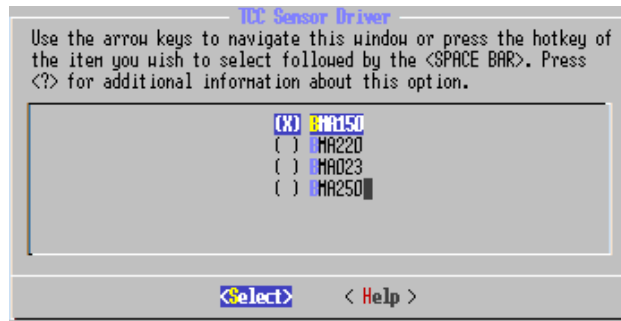 TCC Sensor Driver
Use the arrow keys to navigate this window or press the hotkey of
the item you wish to select followed by the <SPACE BAR>. Press
<?> for additional information about this option.
(X) BMA150
( ) BMA220
( ) BMA023
( ) BMA250
<Select> < Help >